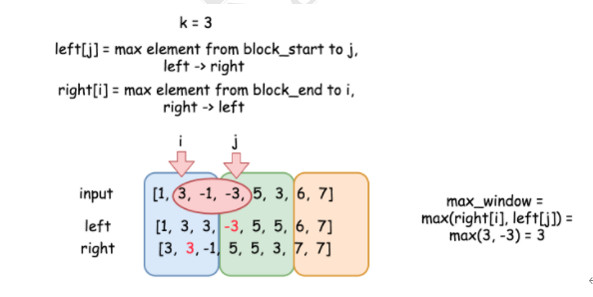 k = 3
left[j] = max element from block_start to j,
left -> right
right[i] = max element from block_end to i,
right -> left
i j
input [1, 3, -1, -3, 5, 3, 6, 7]
left [1, 3, 3, -3, 5, 5, 6, 7]
right [3, 3, -1, 5, 5, 3, 7, 7]
max_window =
max(right[i], left[j]) =
max(3, -3) = 3